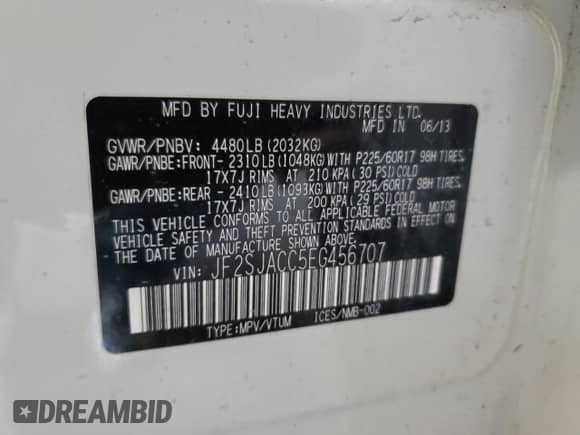 MFD BY FUJI HEAVY INDUSTRIES LTD.
MFD IN 06/13
GVWR/PNBV: 4480LB(2032KG)
GAWR/PNBE:FRONT-2310LB(1048KG)WITH P225/60R17 98H TIRES,
17X7J RIMS AT 210 KPA(30 PSI)COLD
GAWR/PNBE:REAR -2410LB(1093KG)WITH P225/60R17 98H TIRES,
17X7J RIMS AT 200 KPA(29 PSI)COLD
THIS VEHICLE CONFORMS TO ALL APPLICABLE FEDERAL MOTOR
VEHICLE SAFETY AND THEFT PREVENTION STANDARDS IN EFFECT ON
THE DATE OF MANUFACTURE SHOWN ABOVE.
VIN: JF2SJACC5EG456707
TYPE:MPV/VTUM ICES/NMB-002
DREAMBID